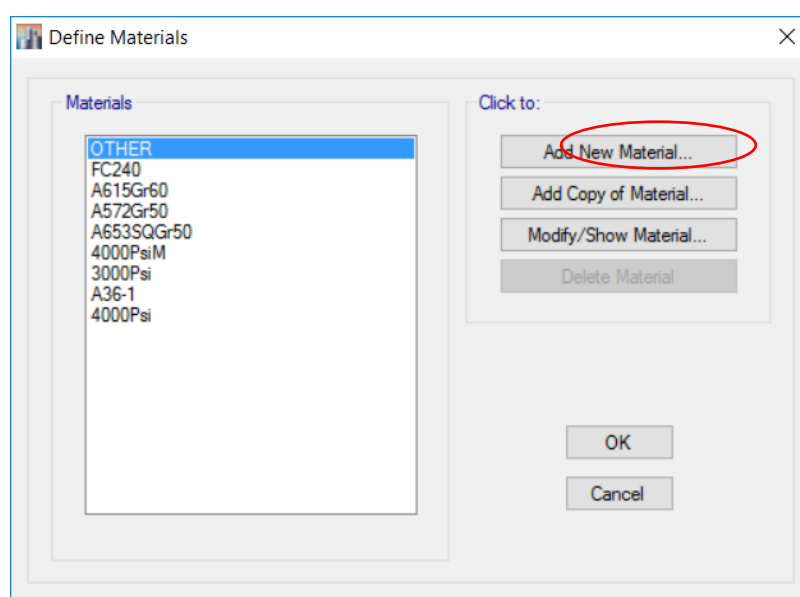 Define Materials
Materials
OTHER
FC240
A615Gr60
A572Gr50
A653SQGr50
4000PsiM
3000Psi
A36-1
4000Psi
Click to:
Add New Material...
Add Copy of Material...
Modify/Show Material...
Delete Material
OK
Cancel